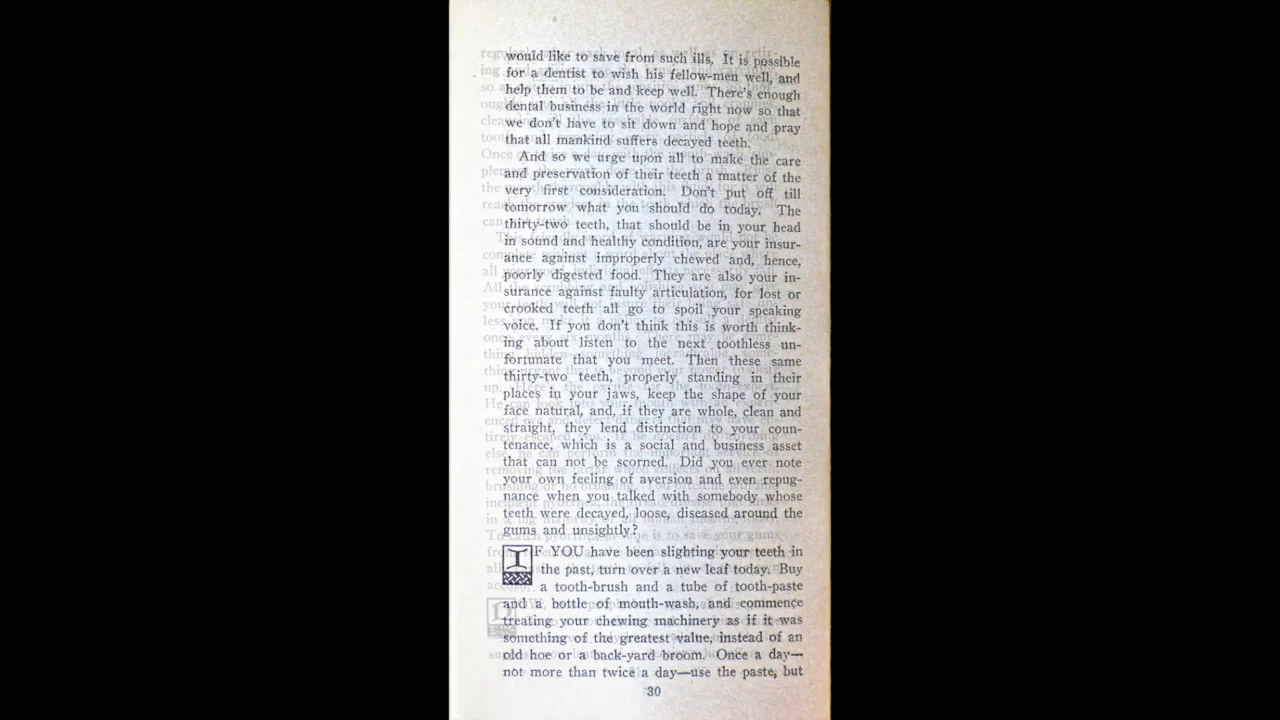 would like to save from such ills. It is possible
for a dentist to wish his fellow-men well, and
help them to be and keep well. There's enough
dental business in the world right now so that
we don't have to sit down and hope and pray
that all mankind suffers decayed teeth.
And so we urge upon all to make the care
and preservation of their teeth a matter of the
very first consideration. Don't put off till
tomorrow what you should do today. The
thirty-two teeth, that should be in your head
in sound and healthy condition, are your insur-
ance against improperly chewed and, hence,
poorly digested food. They are also your in-
surance against faulty articulation, for lost or
crooked teeth all go to spoil your speaking
voice. If you don't think this is worth think-
ing about listen to the next toothless un-
fortunate that you meet. Then these same
thirty-two teeth, properly standing in their
places in your jaws, keep the shape of your
face natural, and, if they are whole, clean and
straight, they lend distinction to your coun-
tenance, which is a social and business asset
that can not be scorned. Did you ever note
your own feeling of aversion and even repug-
nance when you talked with somebody whose
teeth were decayed, loose, diseased around the
gums and unsightly?
IF YOU have been slighting your teeth in
the past, turn over a new leaf today. Buy
a tooth-brush and a tube of tooth-paste
and a bottle of mouth-wash, and commence
treating your chewing machinery as if it was
something of the greatest value, instead of an
old hoe or a back-yard broom. Once a day—
not more than twice a day—use the paste, but
30